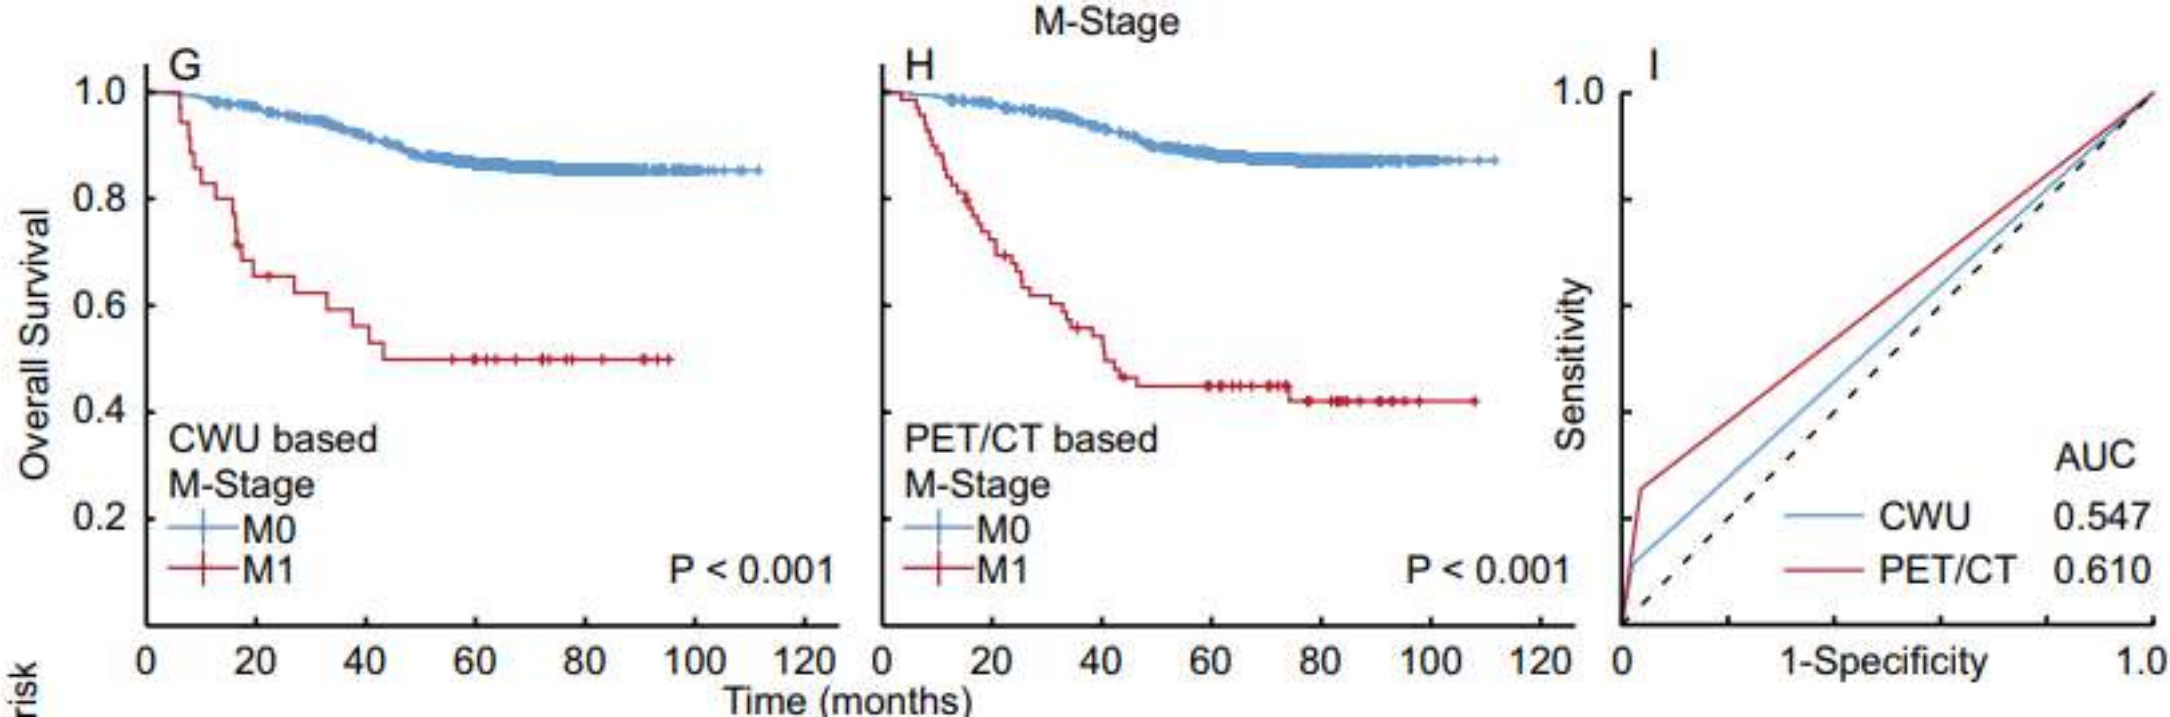 M-Stage
G
1.0
0.8
0.6
0.4
0.2
Overall Survival
CWU based
M-Stage
M0
M1
P < 0.001
0 20 40 60 80 100 120
H
PET/CT based
M-Stage
M0
M1
P < 0.001
0 20 40 60 80 100 120
Time (months)
I
1.0
Sensitivity
AUC
CWU 0.547
PET/CT 0.610
0 1-Specificity 1.0
risk